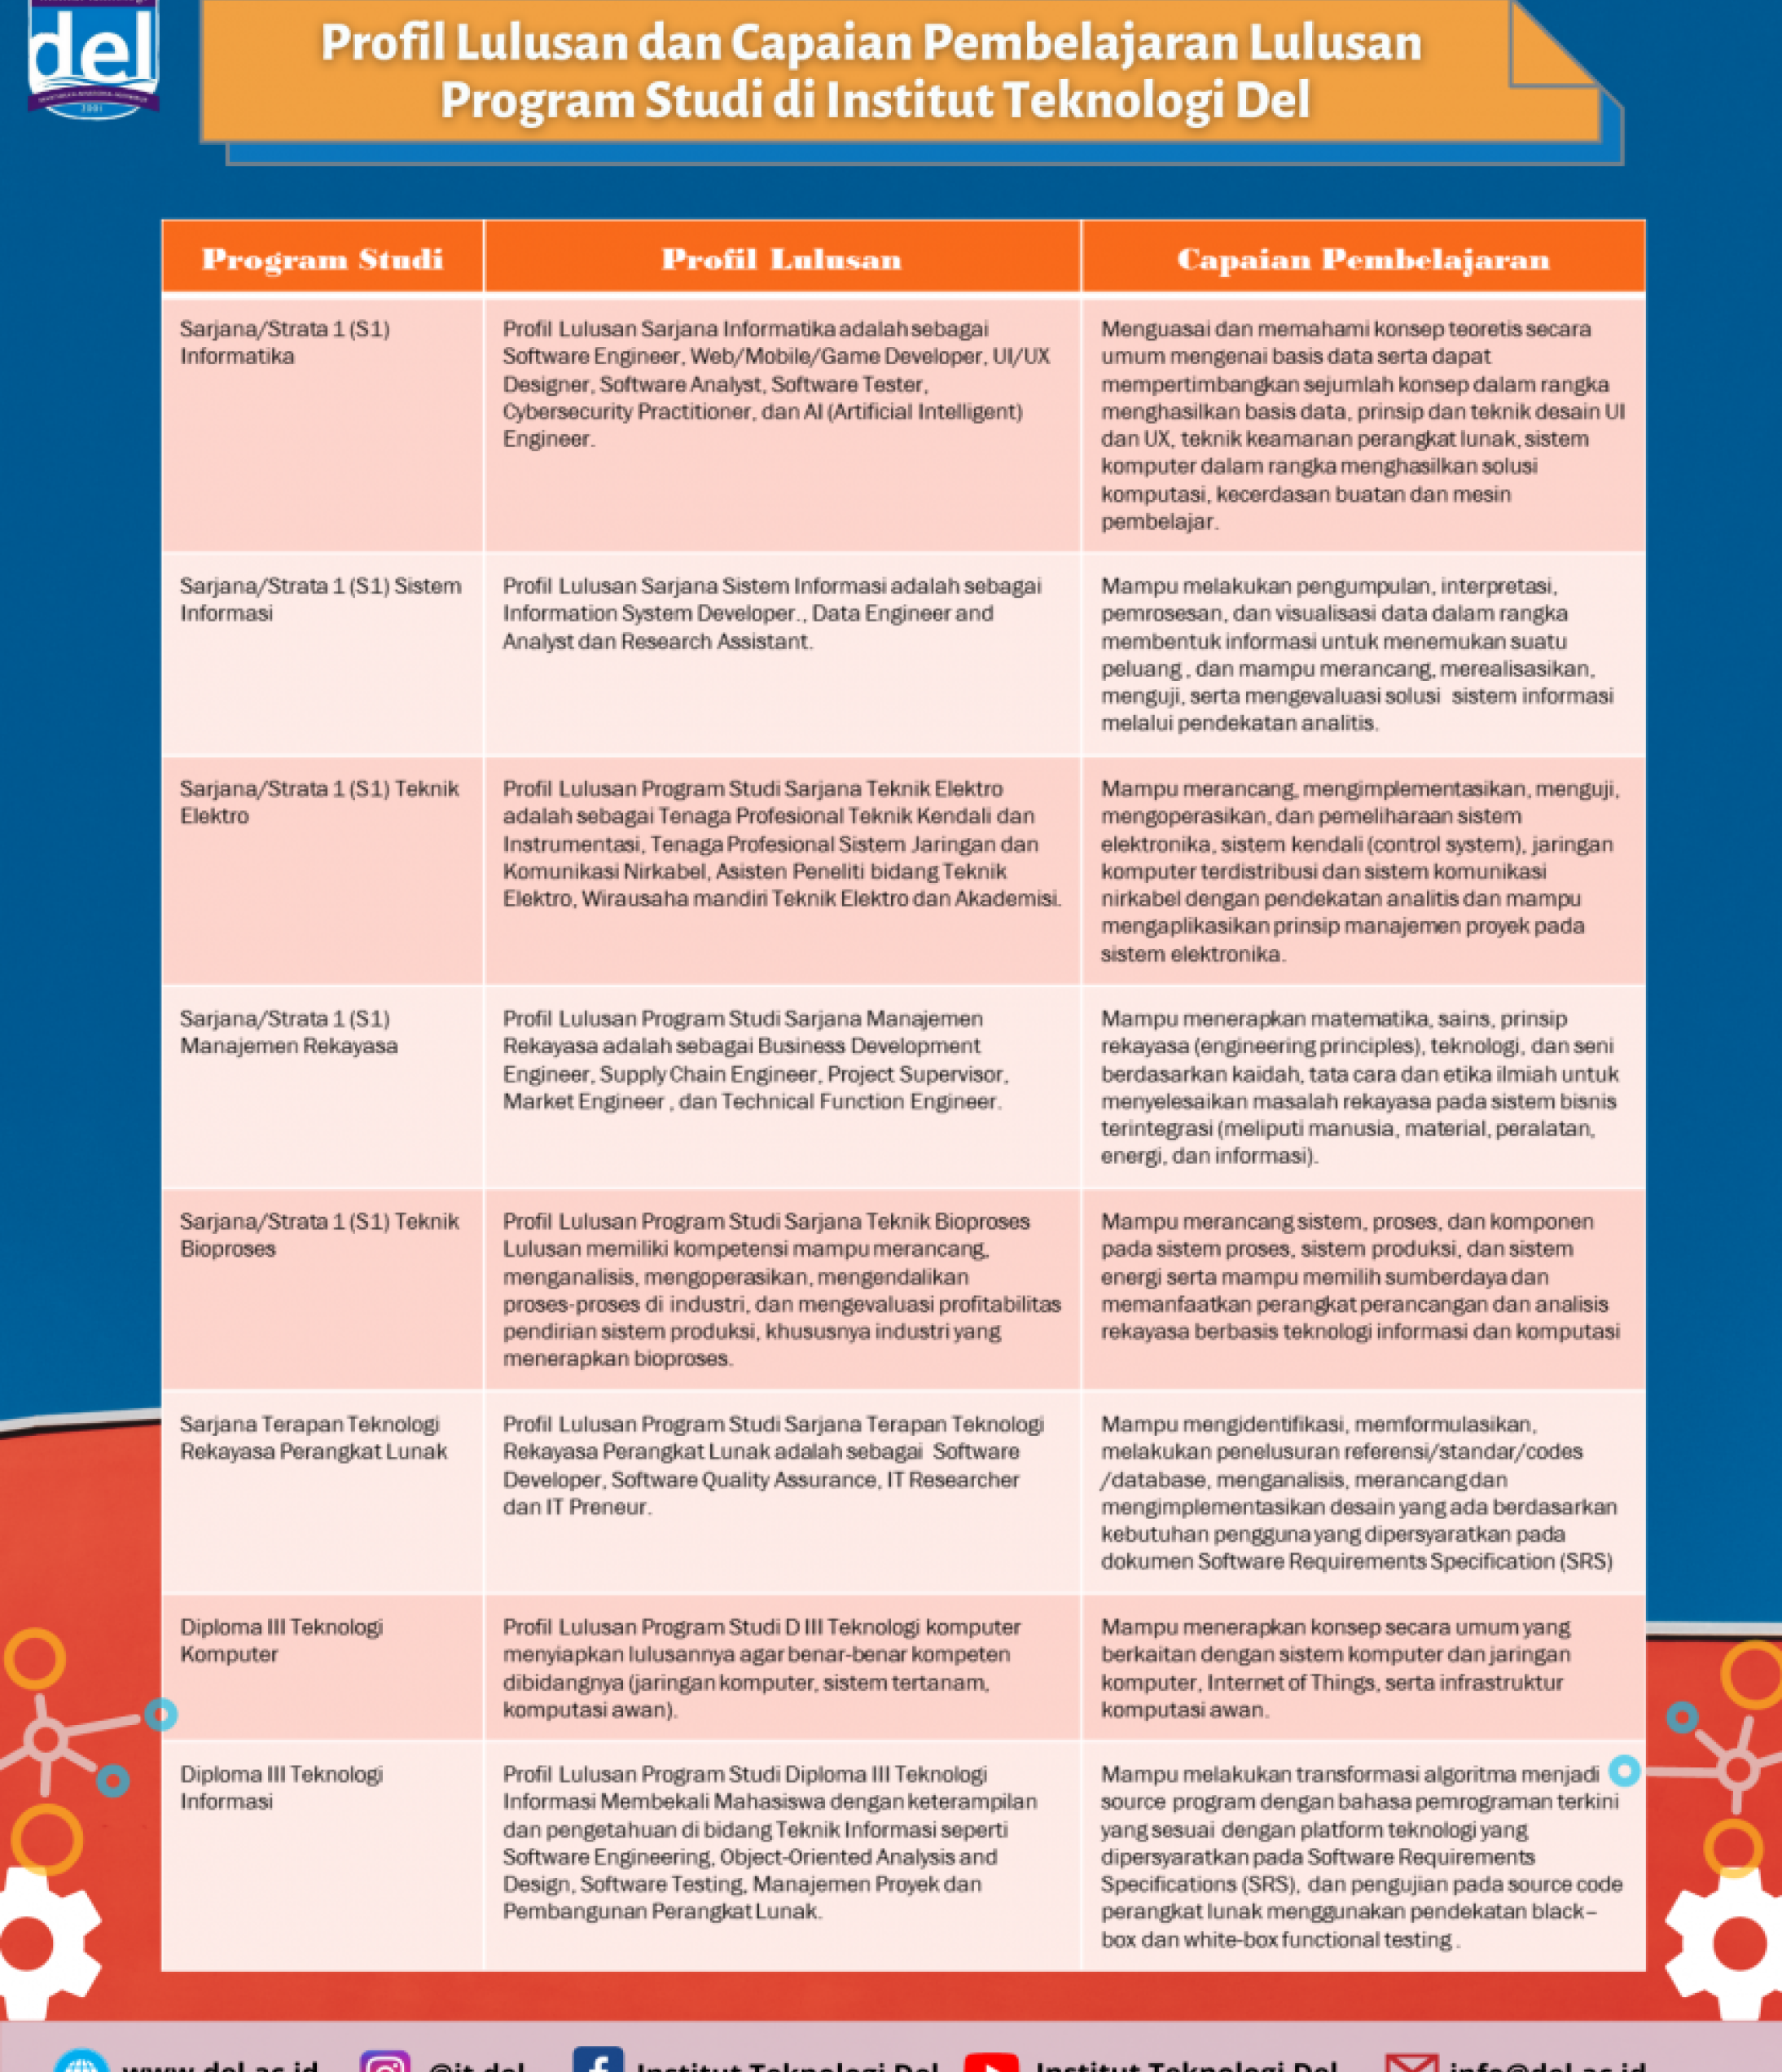 del
2001
Profil Lulusan dan Capaian Pembelajaran Lulusan
Program Studi di Institut Teknologi Del
Program Studi
Profil Lulusan
Capaian Pembelajaran
Sarjana/Strata 1 (S1)
Informatika
Profil Lulusan Sarjana Informatika adalah sebagai
Software Engineer, Web/Mobile/Game Developer, UI/UX
Designer, Software Analyst, Software Tester,
Cybersecurity Practitioner, dan AI (Artificial Intelligent)
Engineer.
Menguasai dan memahami konsep teoretis secara
umum mengenai basis data serta dapat
mempertimbangkan sejumlah konsep dalam rangka
menghasilkan basis data, prinsip dan teknik desain UI
dan UX, teknik keamanan perangkat lunak, sistem
komputer dalam rangka menghasilkan solusi
komputasi, kecerdasan buatan dan mesin
pembelajar.
Sarjana/Strata 1 (S1) Sistem
Informasi
Profil Lulusan Sarjana Sistem Informasi adalah sebagai
Information System Developer., Data Engineer and
Analyst dan Research Assistant.
Mampu melakukan pengumpulan, interpretasi,
pemrosesan, dan visualisasi data dalam rangka
membentuk informasi untuk menemukan suatu
peluang , dan mampu merancang, merealisasikan,
menguji, serta mengevaluasi solusi sistem informasi
melalui pendekatan analitis.
Sarjana/Strata 1 (S1) Teknik
Elektro
Profil Lulusan Program Studi Sarjana Teknik Elektro
adalah sebagai Tenaga Profesional Teknik Kendali dan
Instrumentasi, Tenaga Profesional Sistem Jaringan dan
Komunikasi Nirkabel, Asisten Peneliti bidang Teknik
Elektro, Wirausaha mandiri Teknik Elektro dan Akademisi.
Mampu merancang, mengimplementasikan, menguji,
mengoperasikan, dan pemeliharaan sistem
elektronika, sistem kendali (control system), jaringan
komputer terdistribusi dan sistem komunikasi
nirkabel dengan pendekatan analitis dan mampu
mengaplikasikan prinsip manajemen proyek pada
sistem elektronika.
Sarjana/Strata 1 (S1)
Manajemen Rekayasa
Profil Lulusan Program Studi Sarjana Manajemen
Rekayasa adalah sebagai Business Development
Engineer, Supply Chain Engineer, Project Supervisor,
Market Engineer , dan Technical Function Engineer.
Mampu menerapkan matematika, sains, prinsip
rekayasa (engineering principles), teknologi, dan seni
berdasarkan kaidah, tata cara dan etika ilmiah untuk
menyelesaikan masalah rekayasa pada sistem bisnis
terintegrasi (meliputi manusia, material, peralatan,
energi, dan informasi).
Sarjana/Strata 1 (S1) Teknik
Bioproses
Profil Lulusan Program Studi Sarjana Teknik Bioproses
Lulusan memiliki kompetensi mampu merancang,
menganalisis, mengoperasikan, mengendalikan
proses-proses di industri, dan mengevaluasi profitabilitas
pendirian sistem produksi, khususnya industri yang
menerapkan bioproses.
Mampu merancang sistem, proses, dan komponen
pada sistem proses, sistem produksi, dan sistem
energi serta mampu memilih sumberdaya dan
memanfaatkan perangkat perancangan dan analisis
rekayasa berbasis teknologi informasi dan komputasi
Sarjana Terapan Teknologi
Rekayasa Perangkat Lunak
Profil Lulusan Program Studi Sarjana Terapan Teknologi
Rekayasa Perangkat Lunak adalah sebagai Software
Developer, Software Quality Assurance, IT Researcher
dan IT Preneur.
Mampu mengidentifikasi, memformulasikan,
melakukan penelusuran referensi/standar/codes
/database, menganalisis, merancang dan
mengimplementasikan desain yang ada berdasarkan
kebutuhan pengguna yang dipersyaratkan pada
dokumen Software Requirements Specification (SRS)
Diploma III Teknologi
Komputer
Profil Lulusan Program Studi D III Teknologi komputer
menyiapkan lulusannya agar benar-benar kompeten
dibidangnya (jaringan komputer, sistem tertanam,
komputasi awan).
Mampu menerapkan konsep secara umum yang
berkaitan dengan sistem komputer dan jaringan
komputer, Internet of Things, serta infrastruktur
komputasi awan.
Diploma III Teknologi
Informasi
Profil Lulusan Program Studi Diploma III Teknologi
Informasi Membekali Mahasiswa dengan keterampilan
dan pengetahuan di bidang Teknik Informasi seperti
Software Engineering, Object-Oriented Analysis and
Design, Software Testing, Manajemen Proyek dan
Pembangunan Perangkat Lunak.
Mampu melakukan transformasi algoritma menjadi
source program dengan bahasa pemrograman terkini
yang sesuai dengan platform teknologi yang
dipersyaratkan pada Software Requirements
Specifications (SRS), dan pengujian pada source code
perangkat lunak menggunakan pendekatan black–
box dan white-box functional testing .
www.del.ac.id
@it.del
Institut Teknologi Del
Institut Teknologi Del
info@del.ac.id